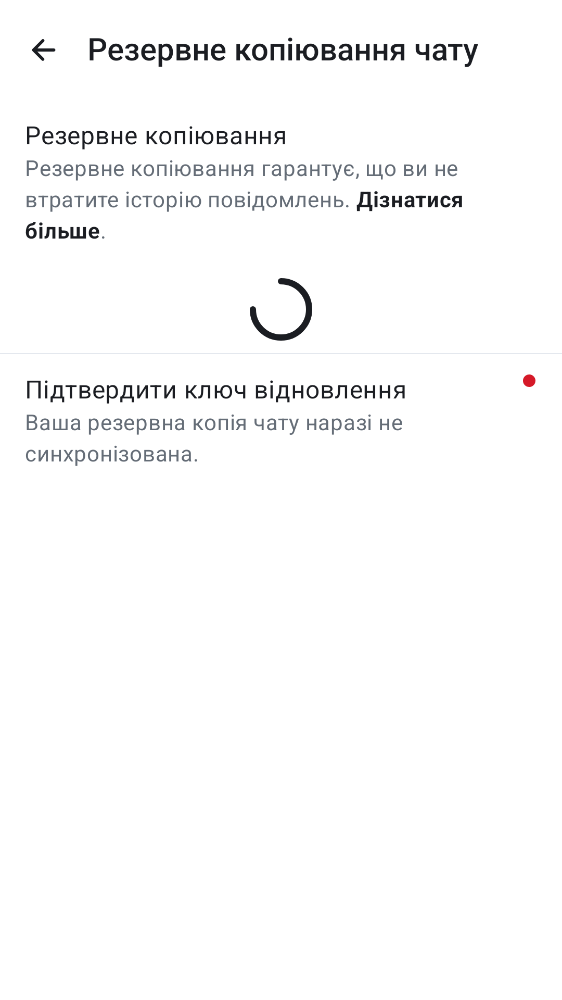 Резервне копіювання чату
Резервне копіювання
Резервне копіювання гарантує, що ви не
втратите історію повідомлень. Дізнатися
більше.
Підтвердити ключ відновлення
Ваша резервна копія чату наразі не
синхронізована.